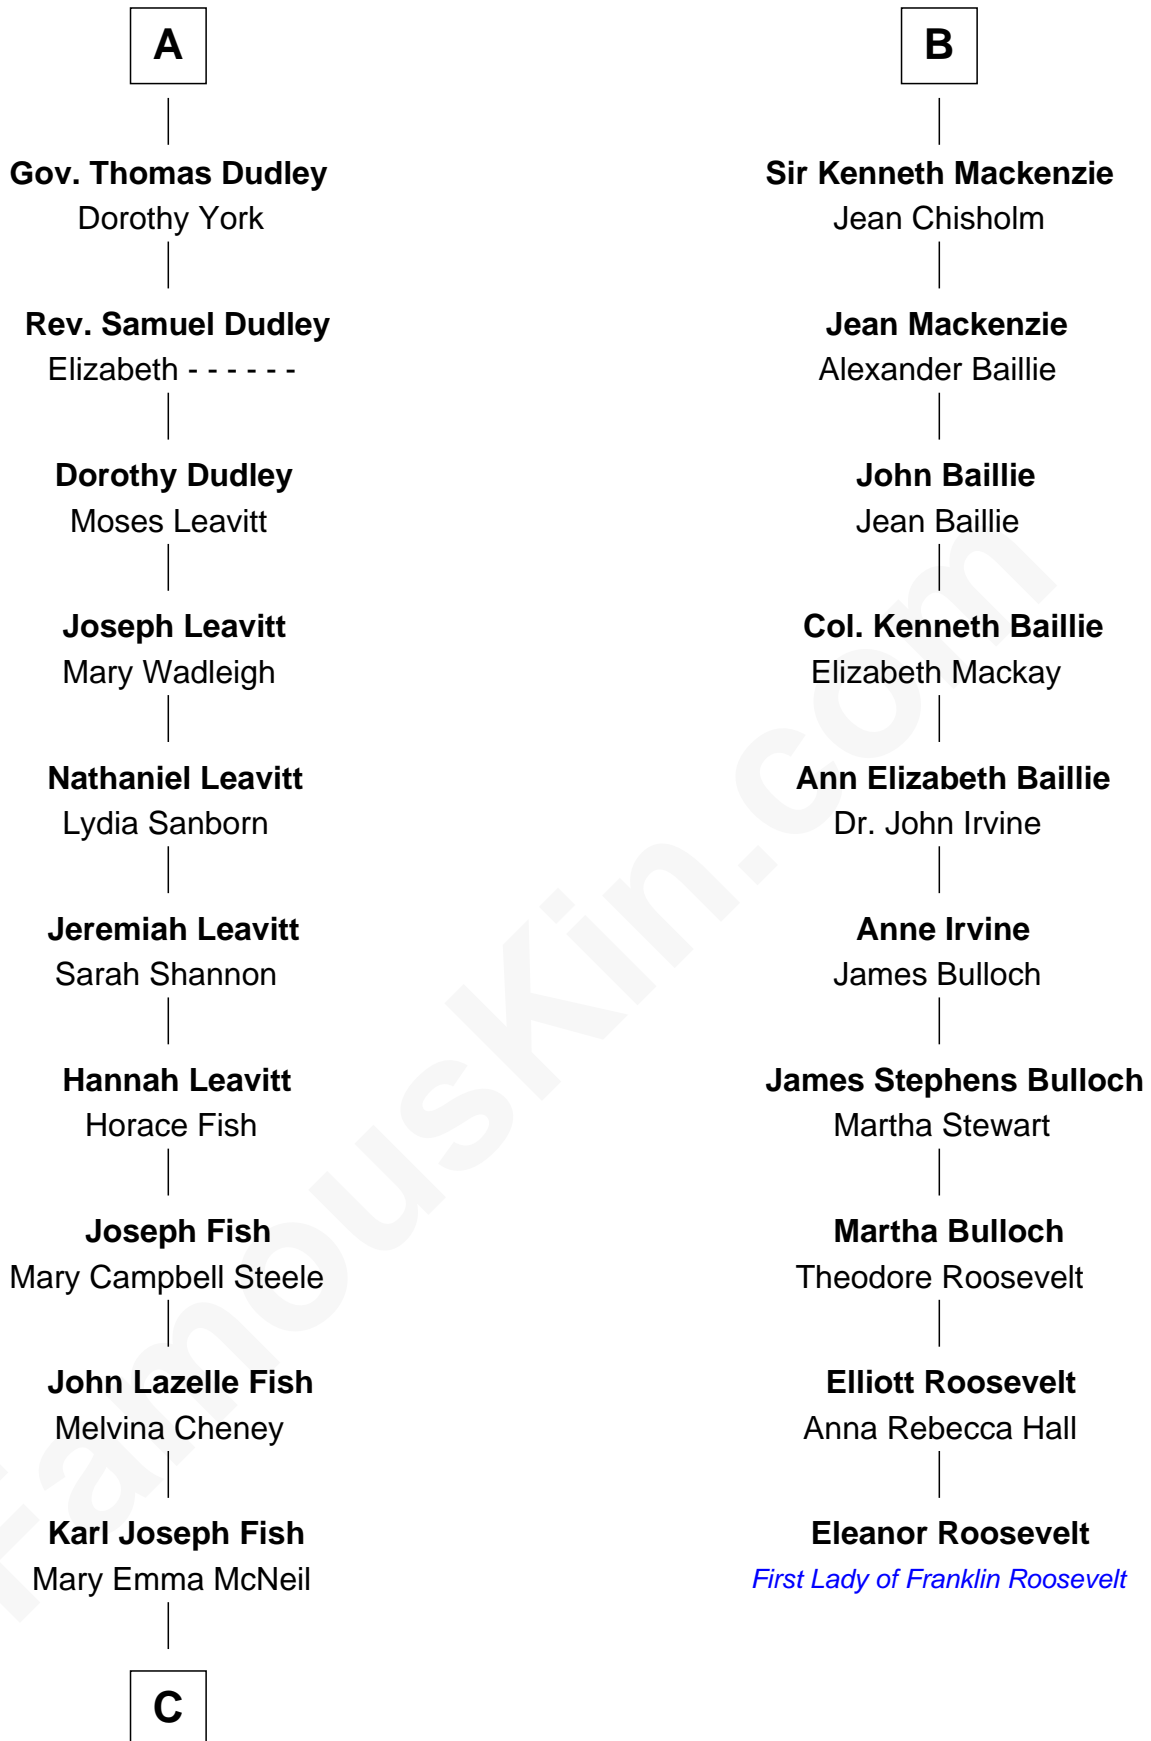 A
Gov. Thomas Dudley
Dorothy York
Rev. Samuel Dudley
Elizabeth - - - - - -
Dorothy Dudley
Moses Leavitt
Joseph Leavitt
Mary Wadleigh
Nathaniel Leavitt
Lydia Sanborn
Jeremiah Leavitt
Sarah Shannon
Hannah Leavitt
Horace Fish
Joseph Fish
Mary Campbell Steele
John Lazelle Fish
Melvina Cheney
Karl Joseph Fish
Mary Emma McNeil
C
B
Sir Kenneth Mackenzie
Jean Chisholm
Jean Mackenzie
Alexander Baillie
John Baillie
Jean Baillie
Col. Kenneth Baillie
Elizabeth Mackay
Ann Elizabeth Baillie
Dr. John Irvine
Anne Irvine
James Bulloch
James Stephens Bulloch
Martha Stewart
Martha Bulloch
Theodore Roosevelt
Elliott Roosevelt
Anna Rebecca Hall
Eleanor Roosevelt
First Lady of Franklin Roosevelt
FamousKin.com